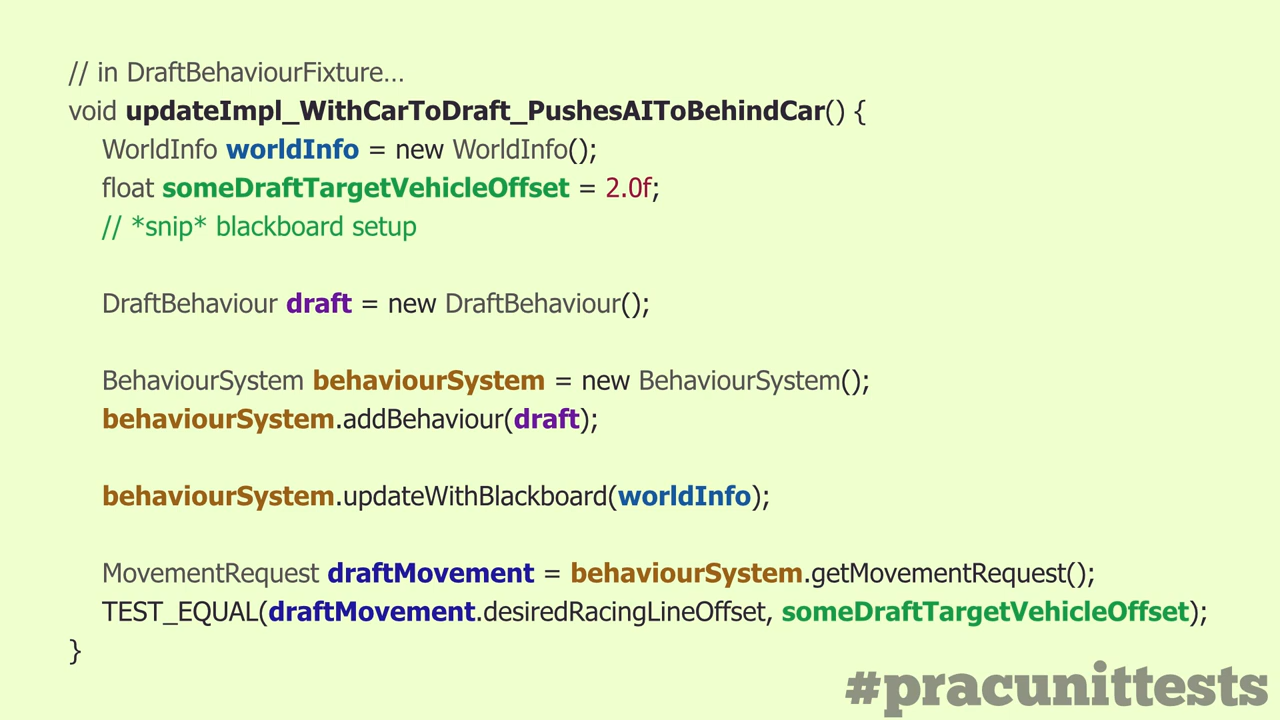 // in DraftBehaviourFixture…
void updateImpl_WithCarToDraft_PushesAIToBehindCar() {
WorldInfo worldInfo = new WorldInfo();
float someDraftTargetVehicleOffset = 2.0f;
// *snip* blackboard setup
DraftBehaviour draft = new DraftBehaviour();
BehaviourSystem behaviourSystem = new BehaviourSystem();
behaviourSystem.addBehaviour(draft);
behaviourSystem.updateWithBlackboard(worldInfo);
MovementRequest draftMovement = behaviourSystem.getMovementRequest();
TEST_EQUAL(draftMovement.desiredRacingLineOffset, someDraftTargetVehicleOffset);
}
#pracunittests